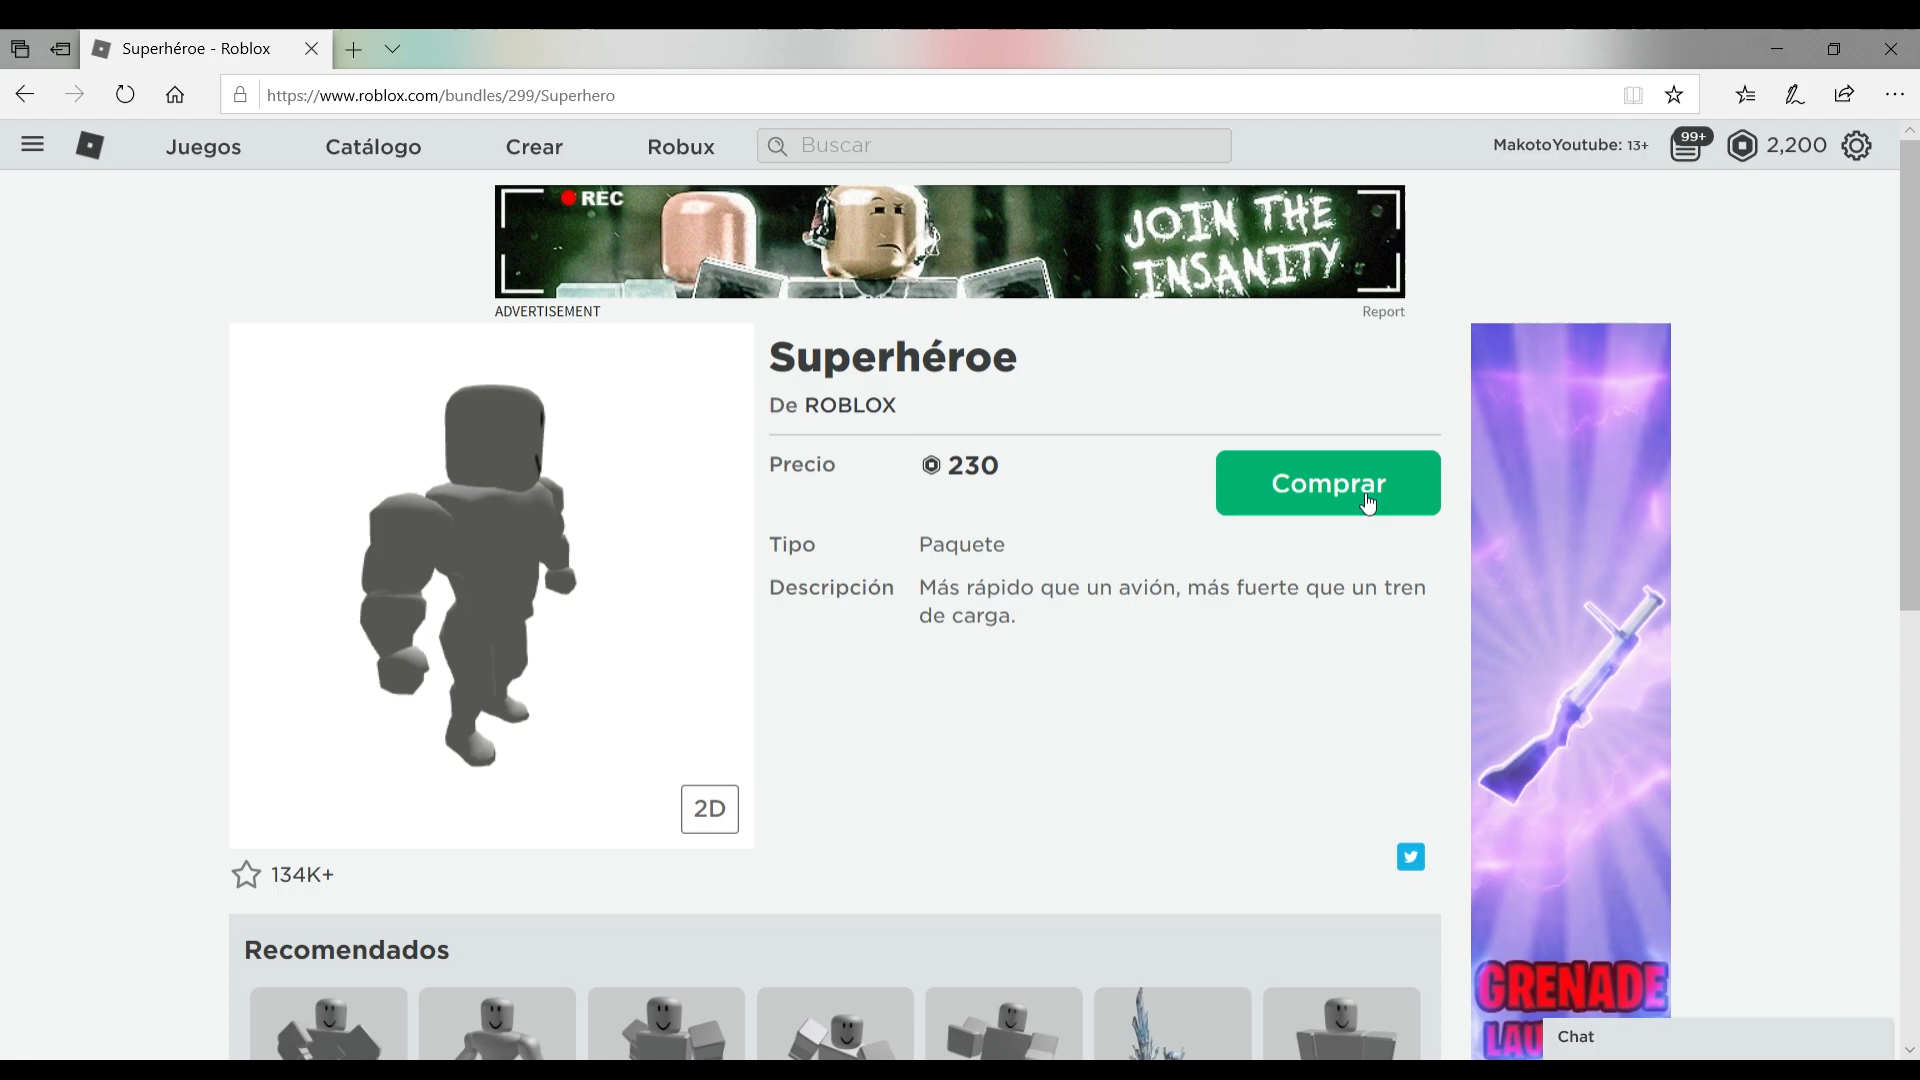 Superhéroe - Roblox
https://www.roblox.com/bundles/299/Superhero
Juegos
Catálogo
Crear
Robux
Buscar
MakotoYoutube: 13+
99+
2,200
REC
JOIN THE
INSANITY
ADVERTISEMENT
Report
Superhéroe
De ROBLOX
Precio
230
Comprar
Tipo
Paquete
Descripción
Más rápido que un avión, más fuerte que un tren
de carga.
2D
134K+
Recomendados
GRENADE
LAU
Chat